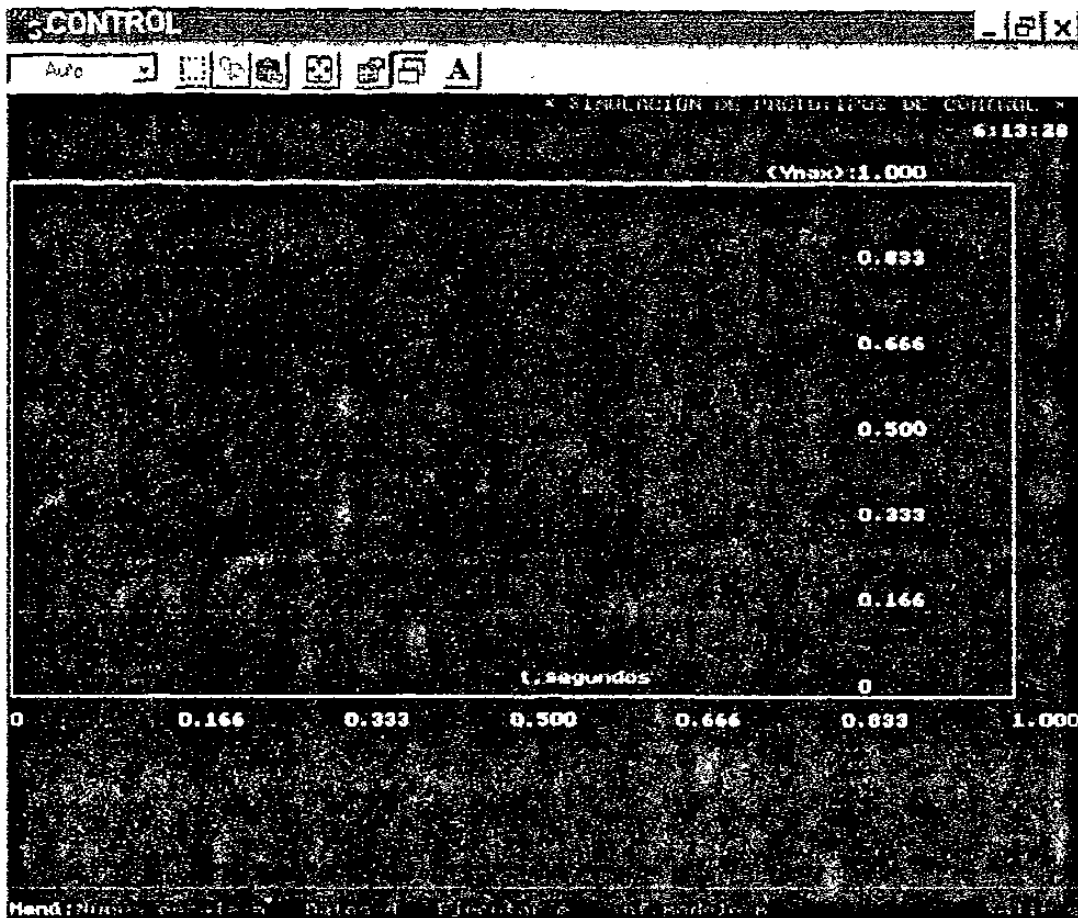 CONTROL
Auto
A
* SIMULACION DE PROTOTIPOS DE CONTROL *
6:13:28
(Ymax):1.000
0.833
0.666
0.500
0.333
0.166
t,segundos
0
0 0.166 0.333 0.500 0.666 0.833 1.000
Menú: